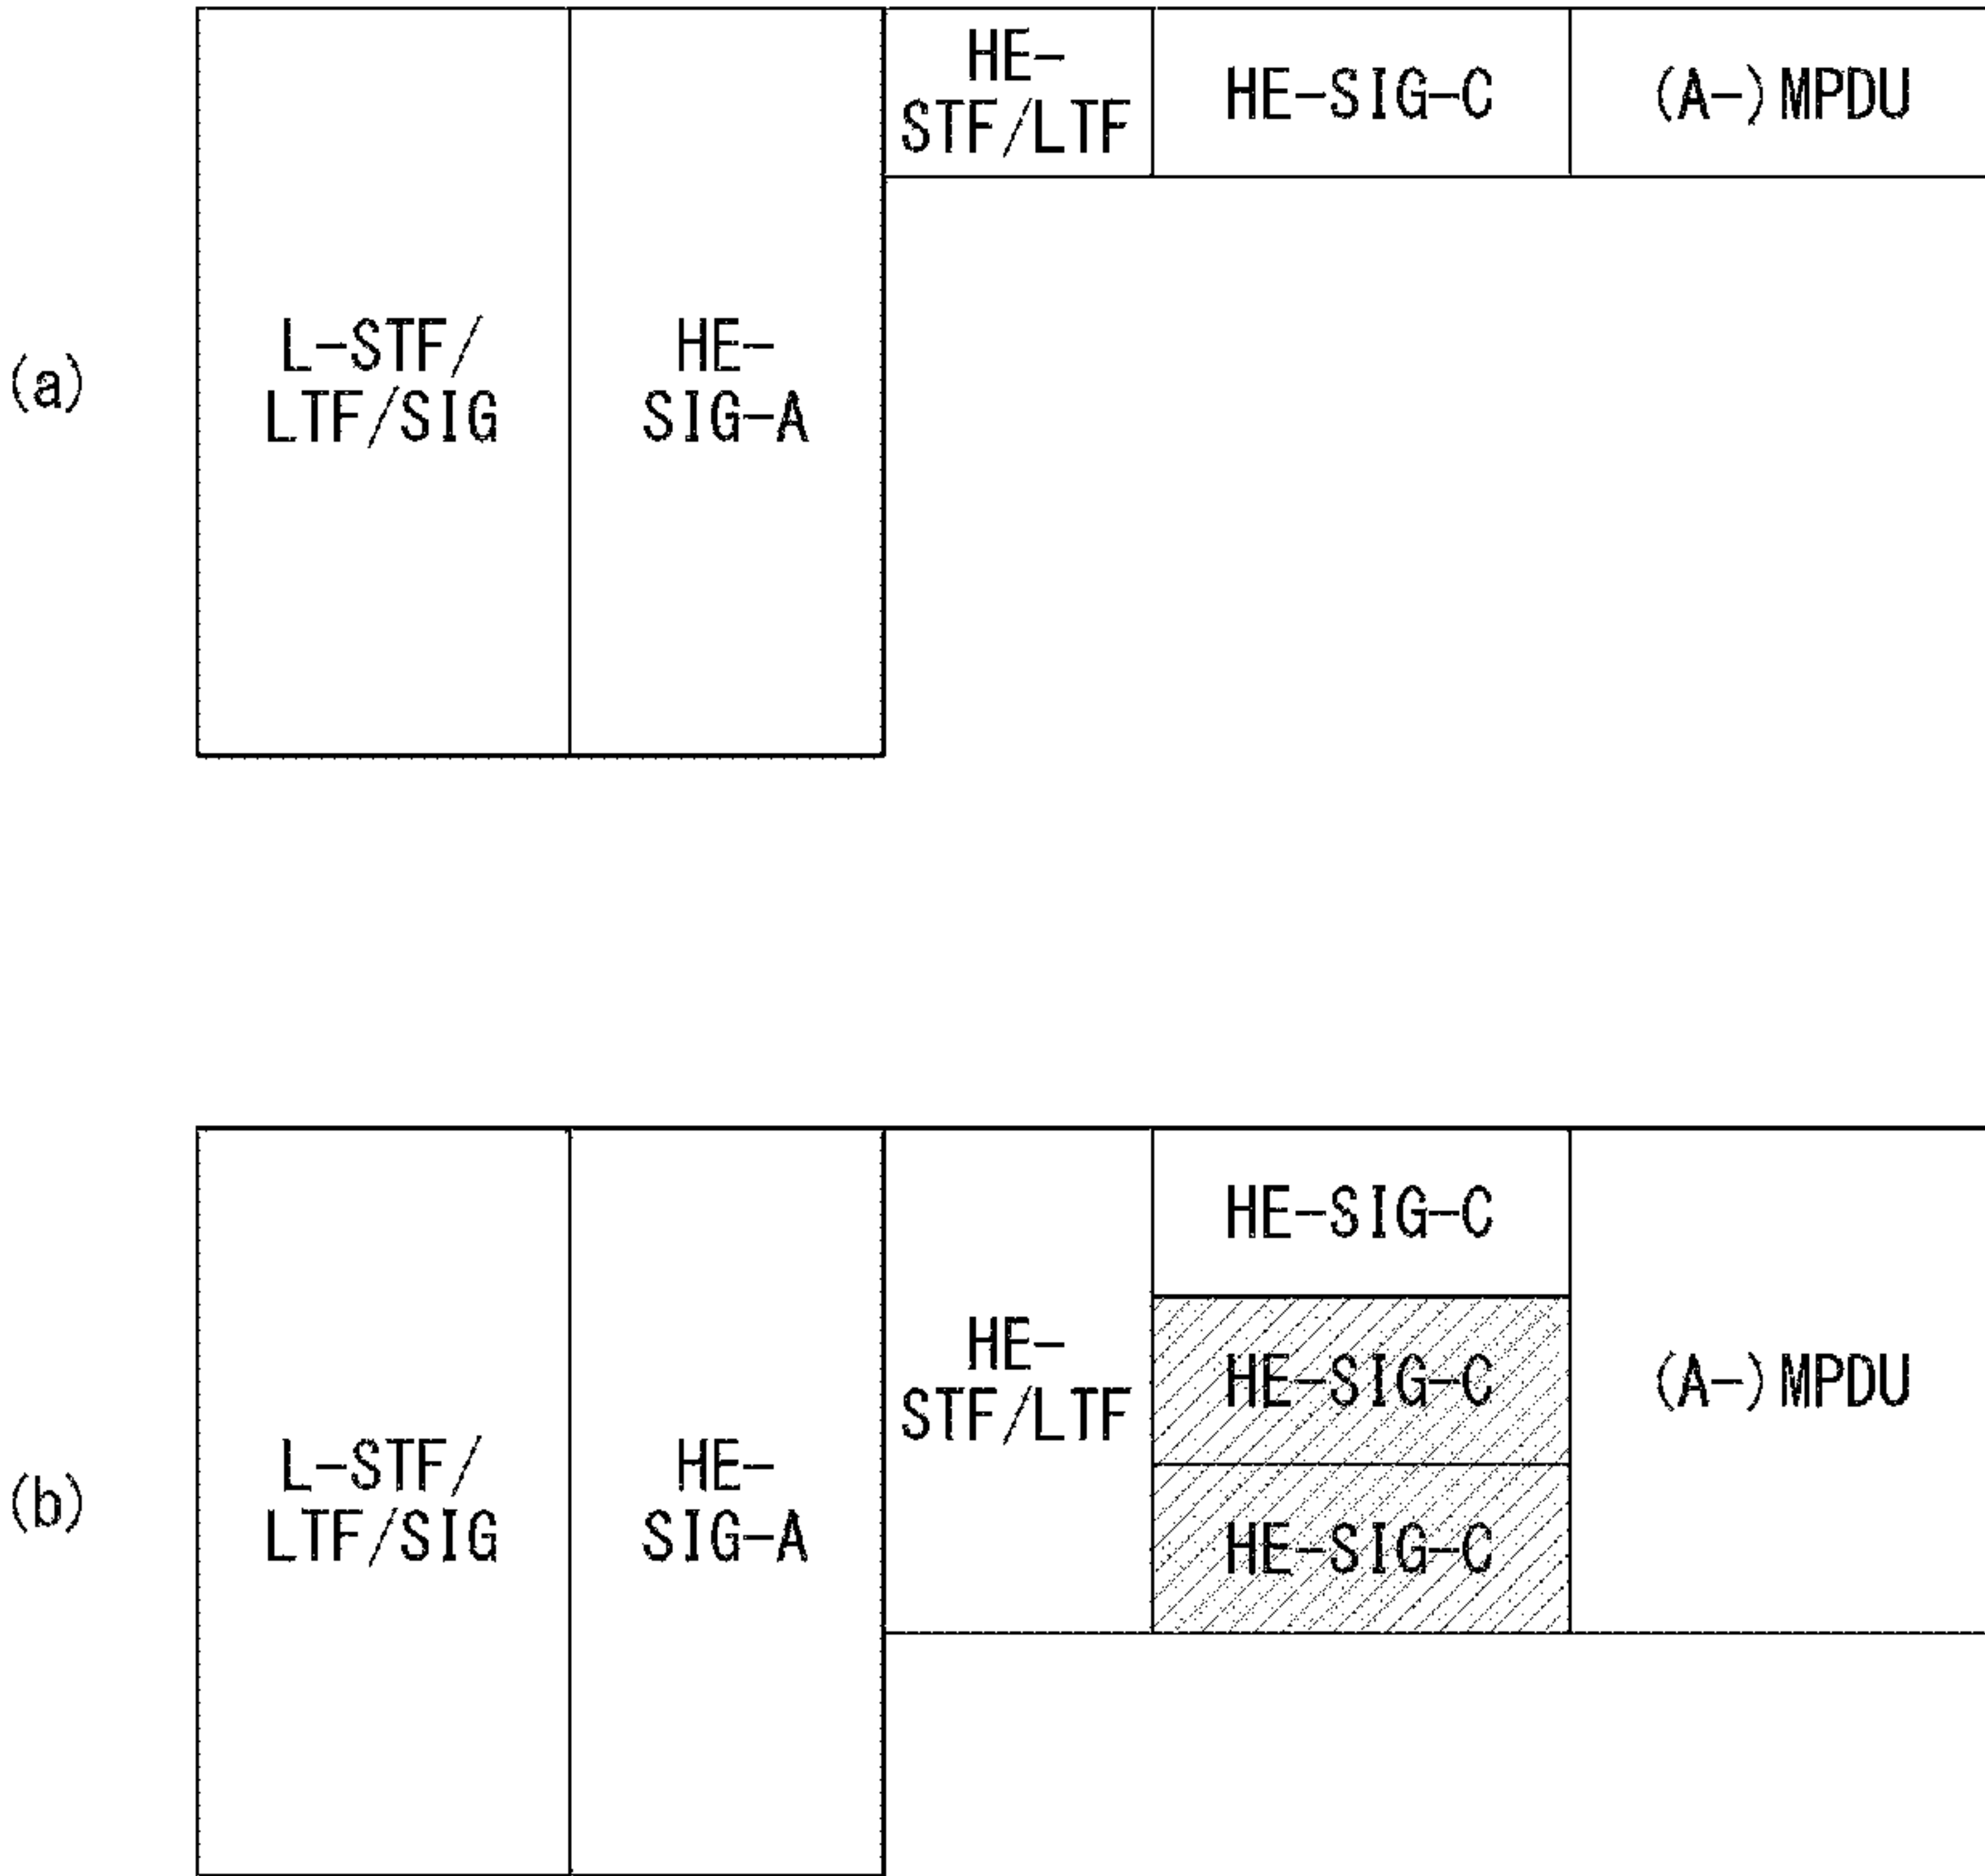 HE-
STF/LTF
HE-SIG-C
(A-)MPDU
(a)
L-STF/
LTF/SIG
HE-
SIG-A
HE-SIG-C
HE-
STF/LTF
HE-SIG-C
(A-)MPDU
(b)
L-STF/
LTF/SIG
HE-
SIG-A
HE-SIG-C